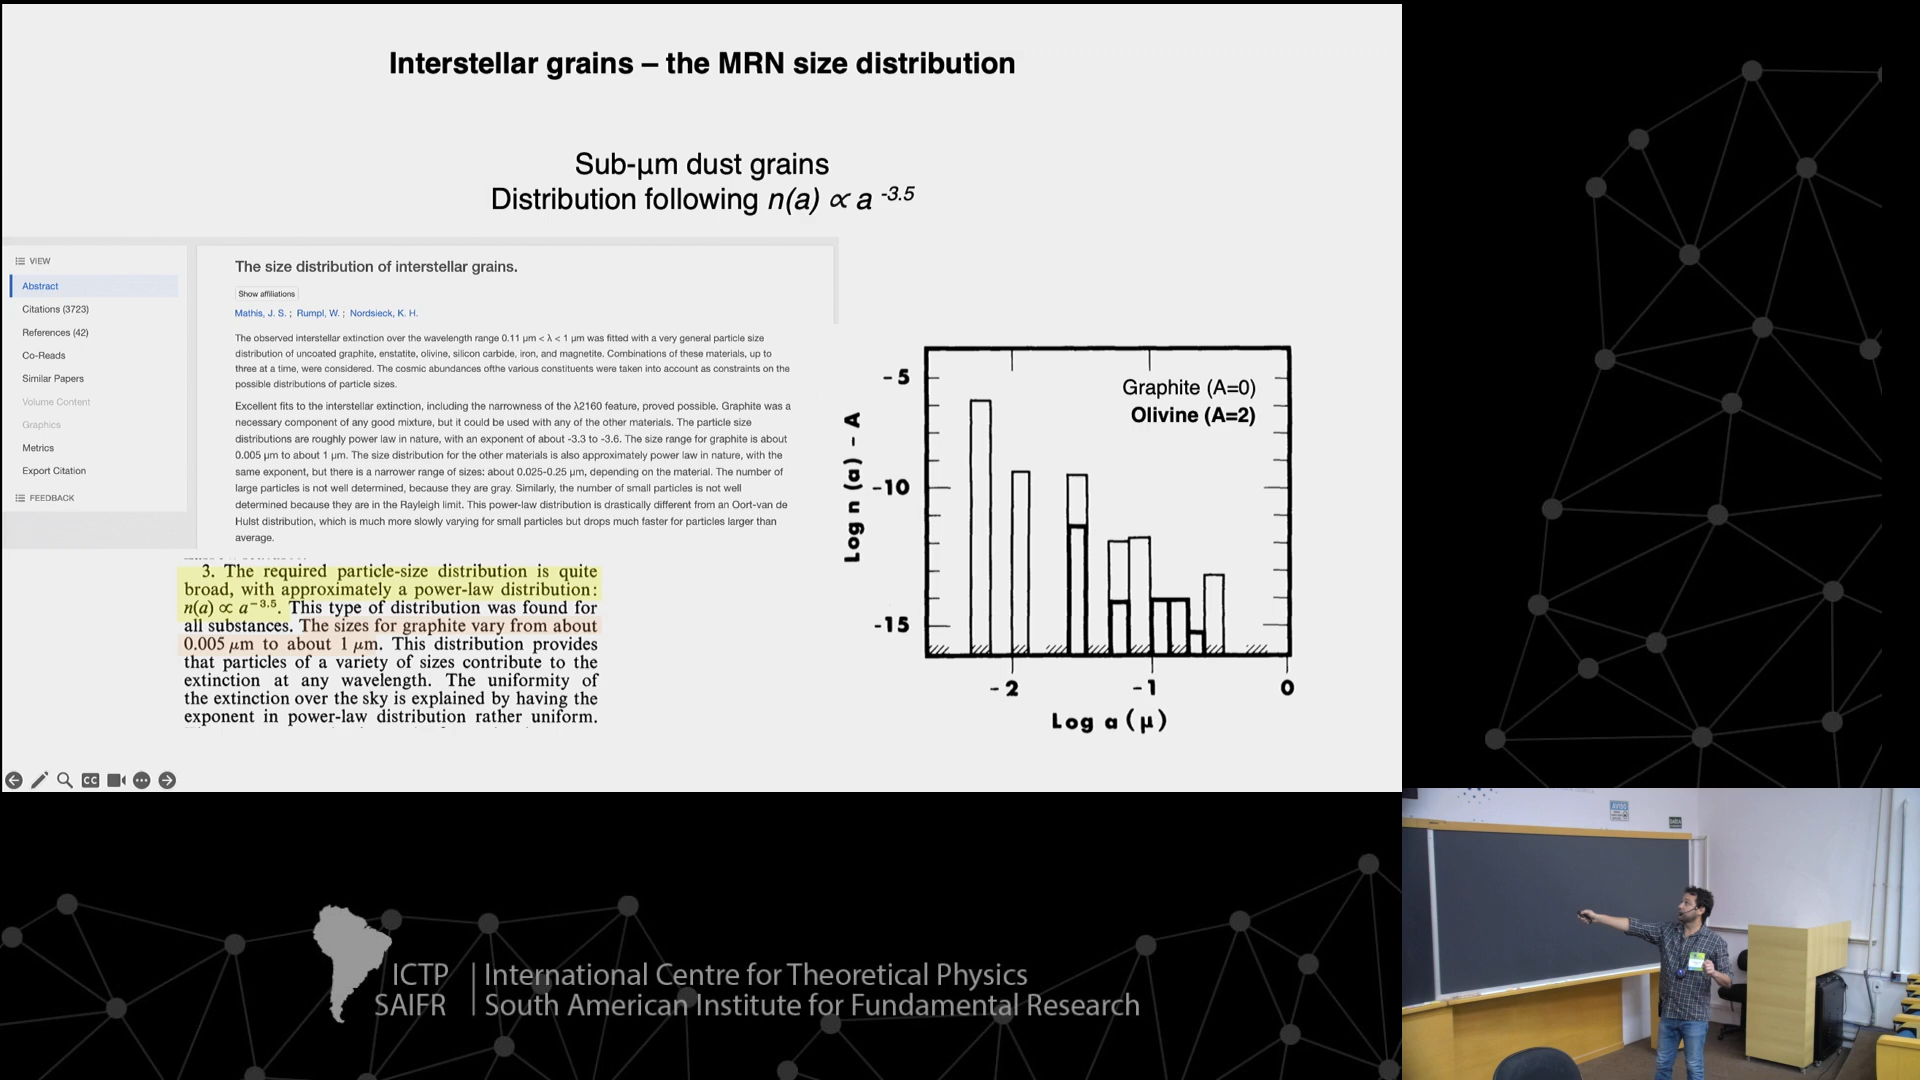 Interstellar grains – the MRN size distribution
Sub-μm dust grains
Distribution following n(a) ∝ a -3.5
VIEW
Abstract
Citations (3723)
References (42)
Co-Reads
Similar Papers
Volume Content
Graphics
Metrics
Export Citation
FEEDBACK
The size distribution of interstellar grains.
Show affiliations
Mathis, J. S. ; Rumpl, W. ; Nordsieck, K. H.
The observed interstellar extinction over the wavelength range 0.11 μm < λ < 1 μm was fitted with a very general particle size
distribution of uncoated graphite, enstatite, olivine, silicon carbide, iron, and magnetite. Combinations of these materials, up to
three at a time, were considered. The cosmic abundances ofthe various constituents were taken into account as constraints on the
possible distributions of particle sizes.
Excellent fits to the interstellar extinction, including the narrowness of the λ2160 feature, proved possible. Graphite was a
necessary component of any good mixture, but it could be used with any of the other materials. The particle size
distributions are roughly power law in nature, with an exponent of about -3.3 to -3.6. The size range for graphite is about
0.005 μm to about 1 μm. The size distribution for the other materials is also approximately power law in nature, with the
same exponent, but there is a narrower range of sizes: about 0.025-0.25 μm, depending on the material. The number of
large particles is not well determined, because they are gray. Similarly, the number of small particles is not well
determined because they are in the Rayleigh limit. This power-law distribution is drastically different from an Oort-van de
Hulst distribution, which is much more slowly varying for small particles but drops much faster for particles larger than
average.
3. The required particle-size distribution is quite
broad, with approximately a power-law distribution:
n(a) ∝ a−3.5. This type of distribution was found for
all substances. The sizes for graphite vary from about
0.005 μm to about 1 μm. This distribution provides
that particles of a variety of sizes contribute to the
extinction at any wavelength. The uniformity of
the extinction over the sky is explained by having the
exponent in power-law distribution rather uniform.
Graphite (A=0)
Olivine (A=2)
Log n (a) - A
-5
-10
-15
-2
-1
0
Log a (μ)
CC
AVISO
ICTP
SAIFR
International Centre for Theoretical Physics
South American Institute for Fundamental Research